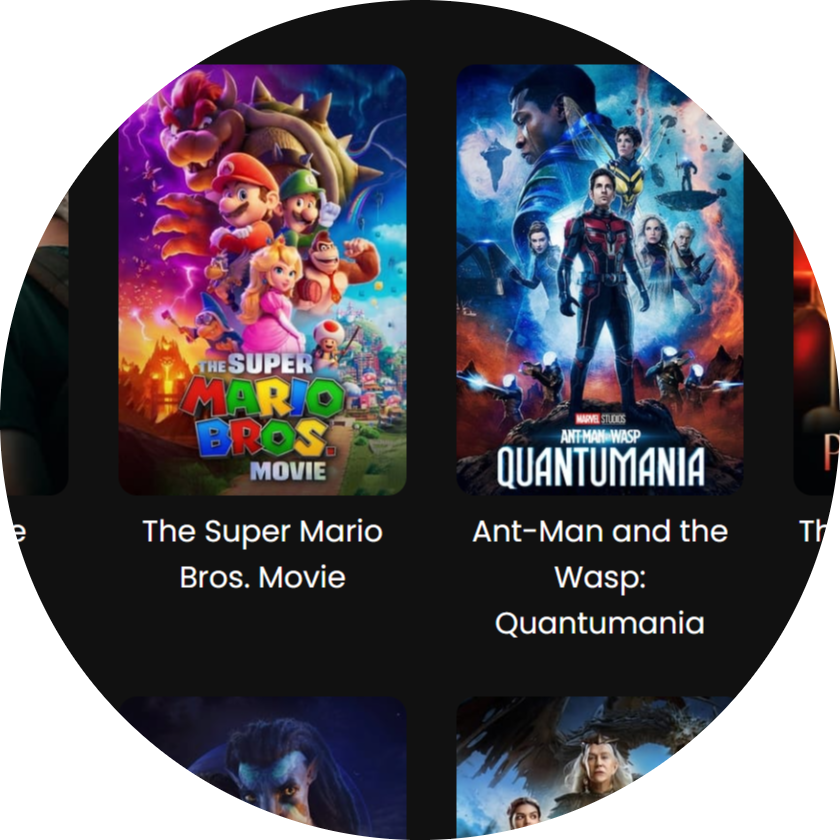 THE SUPER
MARIO
BROS.
MOVIE
MARVEL STUDIOS
ANT-MAN AND THE WASP
QUANTUMANIA
P
e
The Super Mario
Bros. Movie
Ant-Man and the
Wasp:
Quantumania
Th